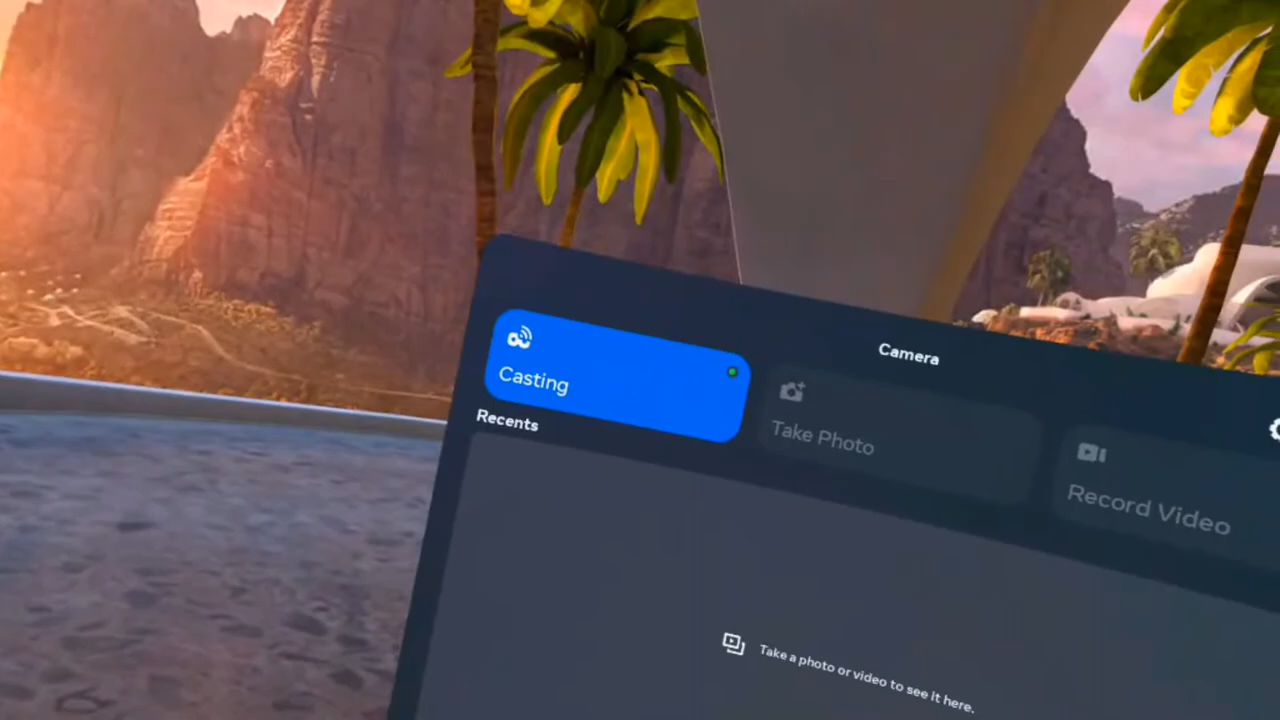 Camera
Casting
Take Photo
Record Video
Recents
Take a photo or video to see it here.